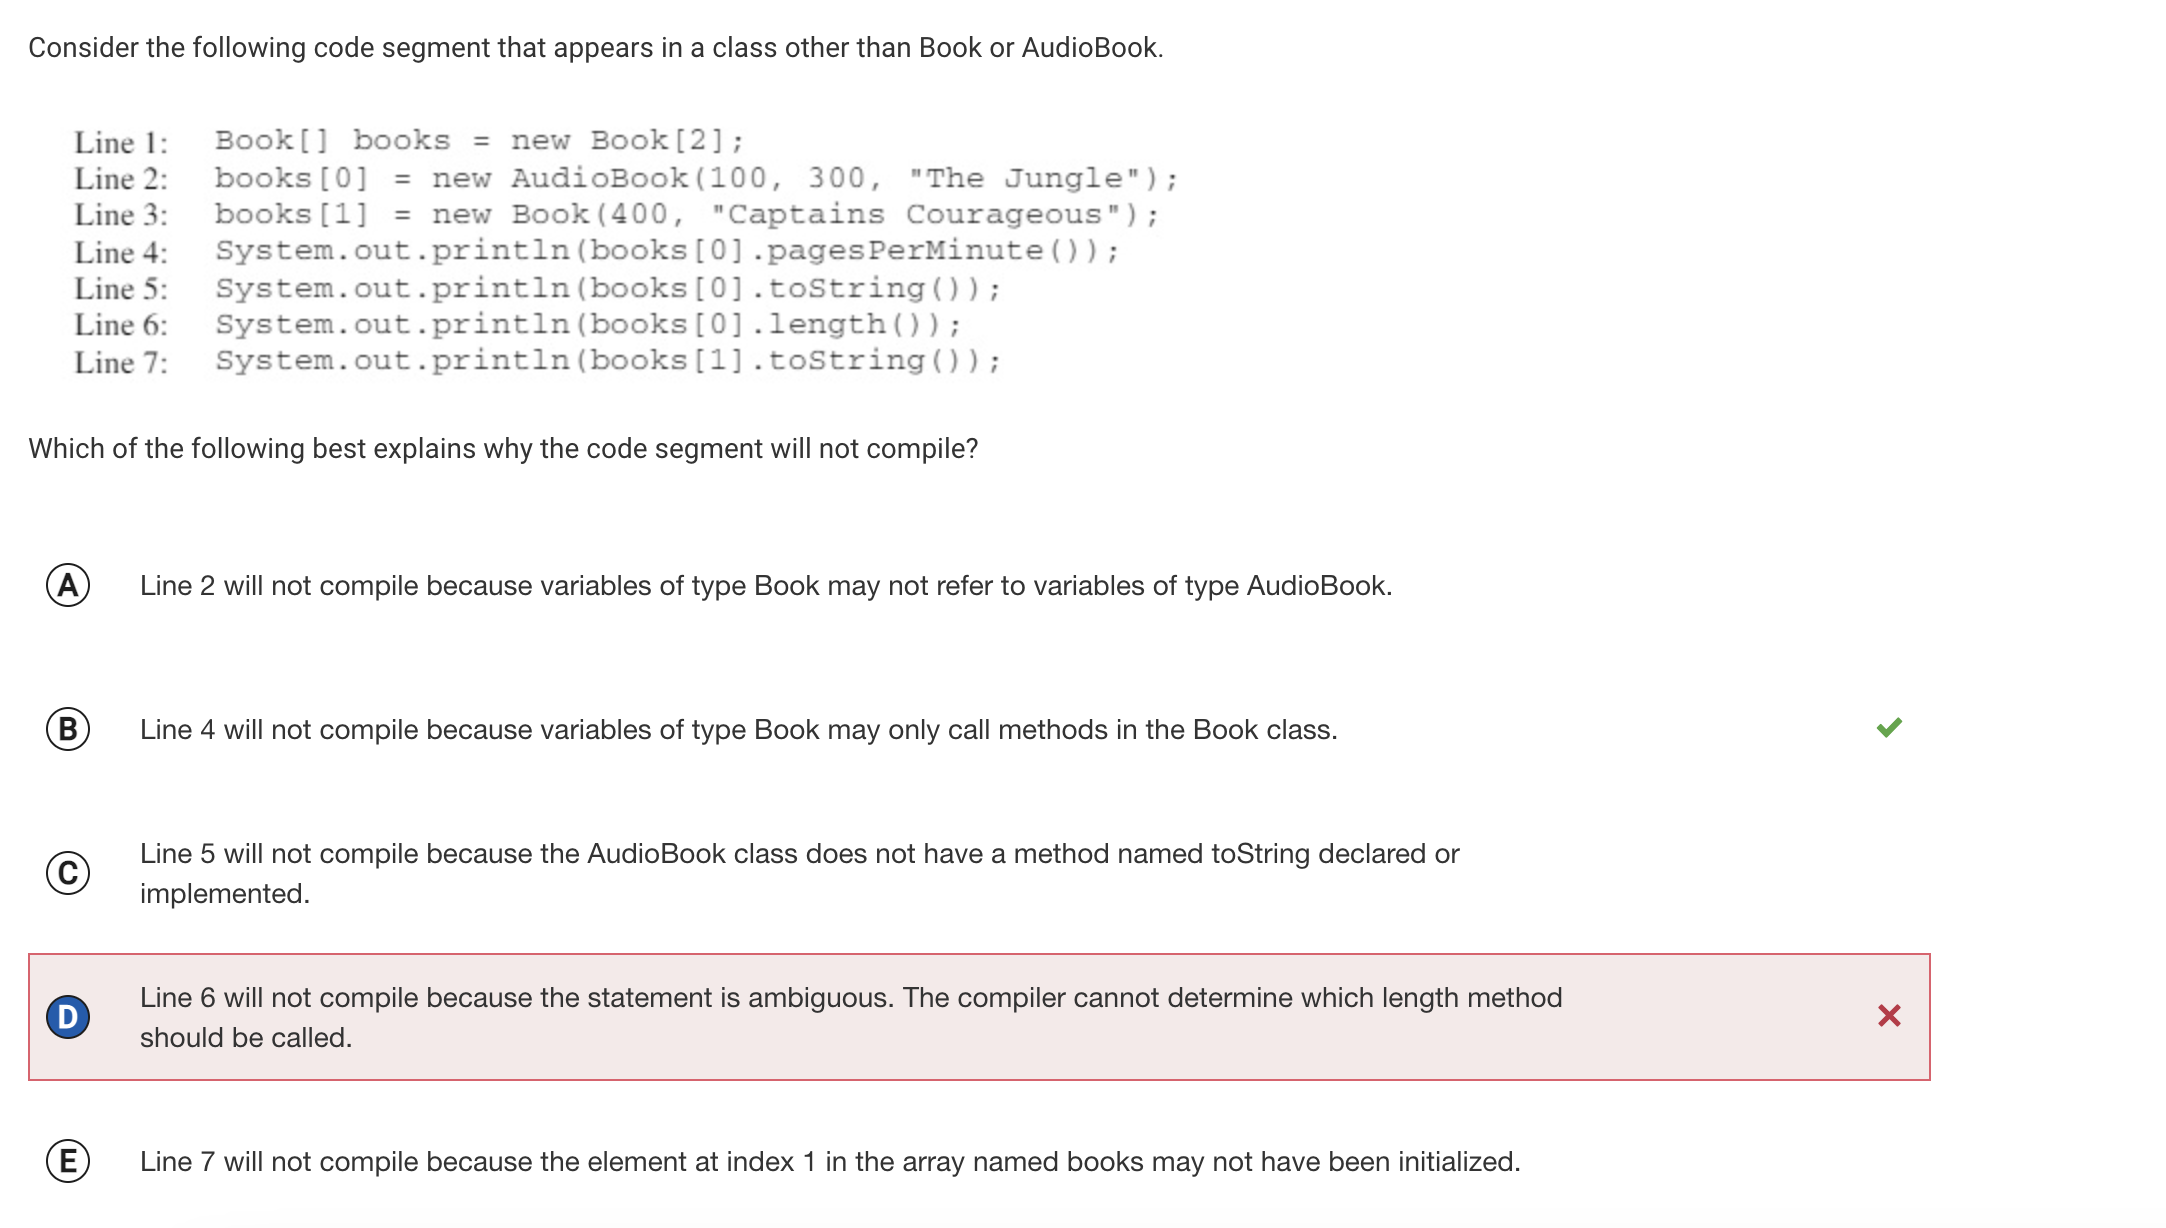 Consider the following code segment that appears in a class other than Book or AudioBook.
Line 1: Book[] books = new Book[2];
Line 2: books[0] = new AudioBook(100, 300, "The Jungle");
Line 3: books[1] = new Book(400, "Captains Courageous");
Line 4: System.out.println(books[0].pagesPerMinute());
Line 5: System.out.println(books[0].toString());
Line 6: System.out.println(books[0].length());
Line 7: System.out.println(books[1].toString());
Which of the following best explains why the code segment will not compile?
A Line 2 will not compile because variables of type Book may not refer to variables of type AudioBook.
B Line 4 will not compile because variables of type Book may only call methods in the Book class.
C Line 5 will not compile because the AudioBook class does not have a method named toString declared or
implemented.
D Line 6 will not compile because the statement is ambiguous. The compiler cannot determine which length method
should be called.
E Line 7 will not compile because the element at index 1 in the array named books may not have been initialized.